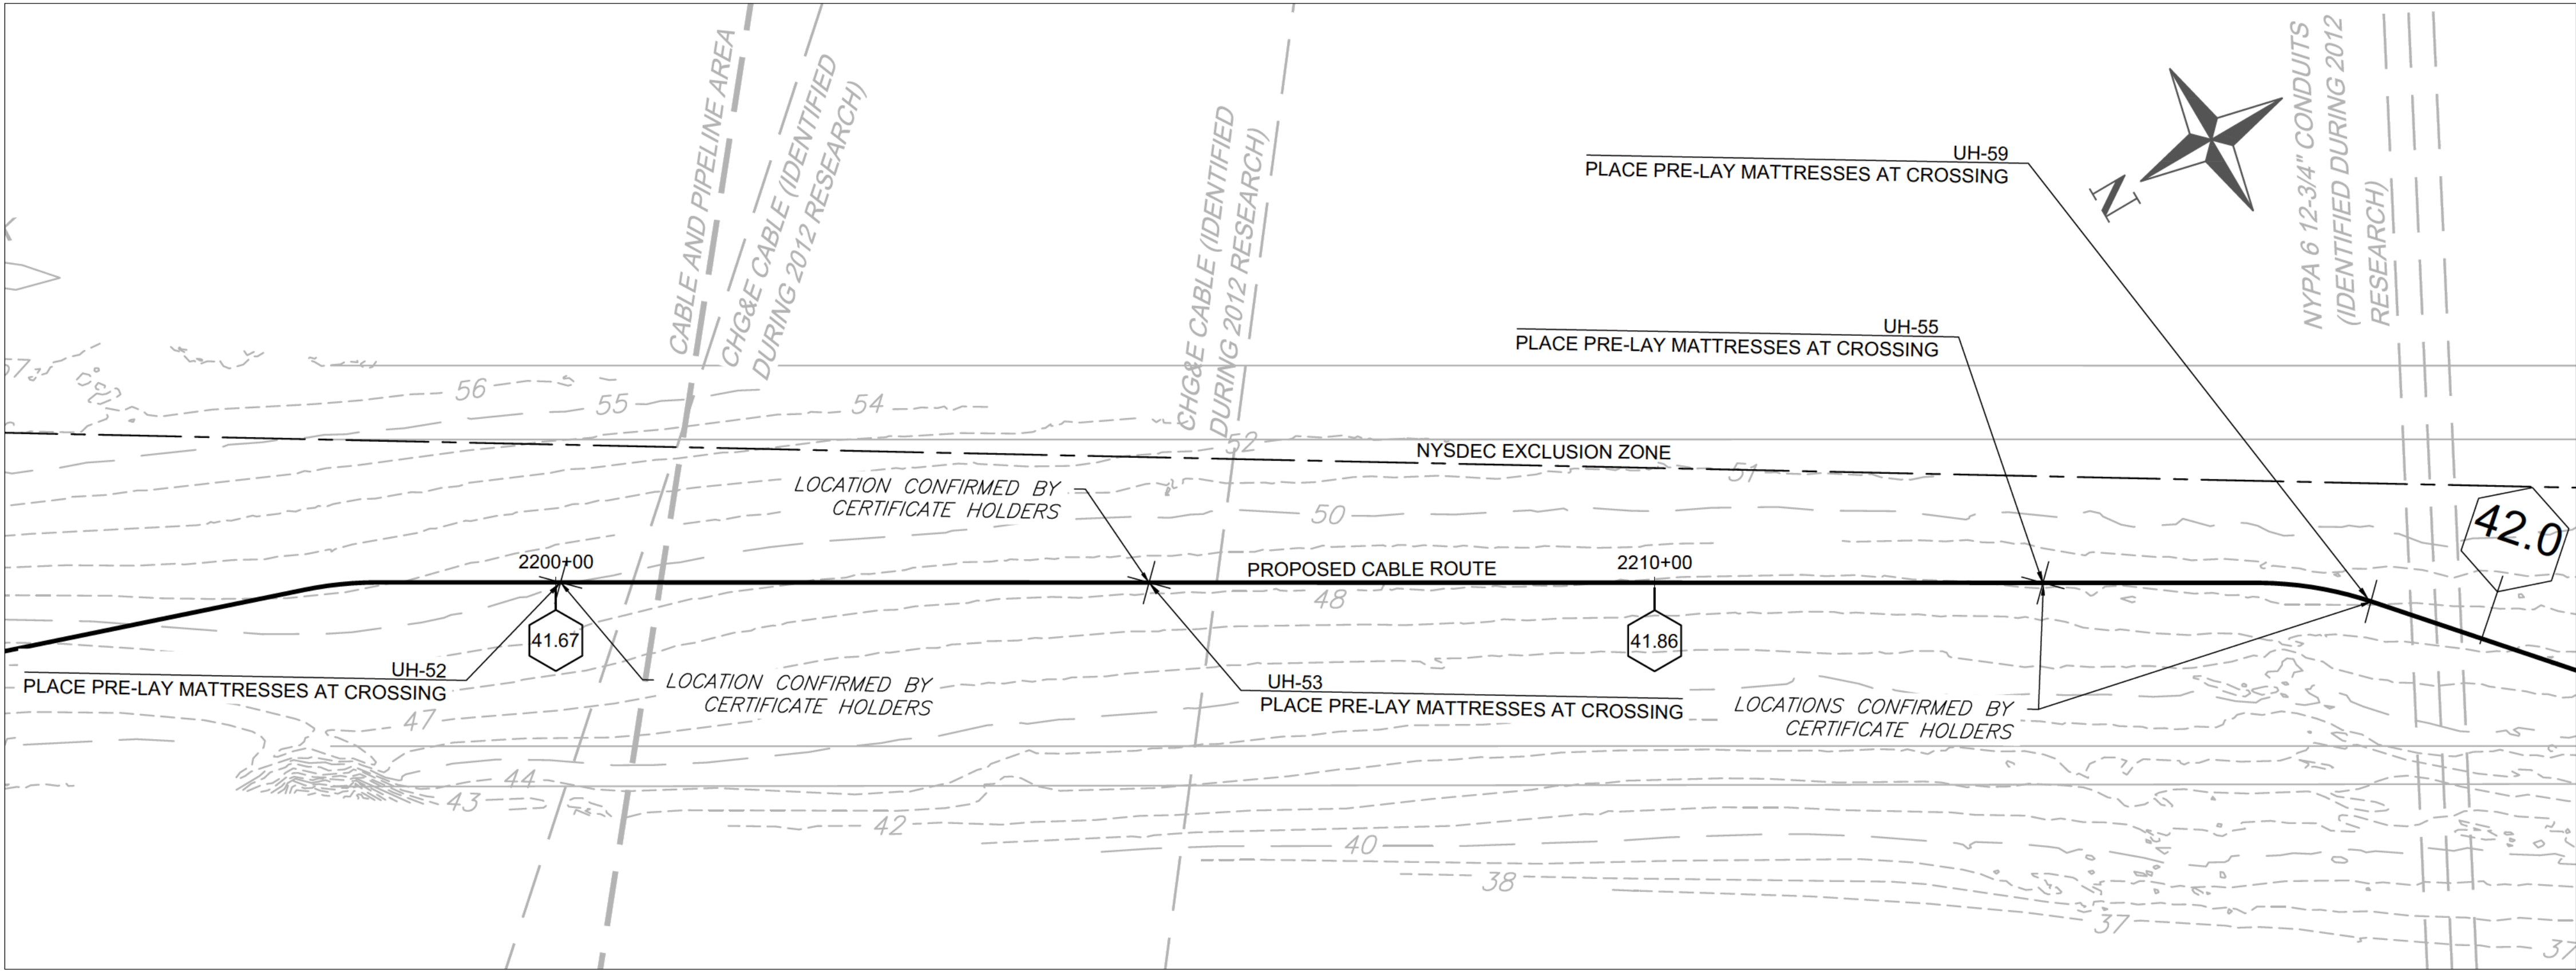 CABLE AND PIPELINE AREA
CHG&E CABLE (IDENTIFIED
DURING 2012 RESEARCH)
CHG&E CABLE (IDENTIFIED
DURING 2012 RESEARCH)
NYPA 6 12-3/4" CONDUITS
(IDENTIFIED DURING 2012
RESEARCH)
N
UH-59
PLACE PRE-LAY MATTRESSES AT CROSSING
UH-55
PLACE PRE-LAY MATTRESSES AT CROSSING
57
56
55
54
52
NYSDEC EXCLUSION ZONE
51
LOCATION CONFIRMED BY
CERTIFICATE HOLDERS
50
42.0
2200+00
PROPOSED CABLE ROUTE
2210+00
48
41.67
41.86
UH-52
PLACE PRE-LAY MATTRESSES AT CROSSING
LOCATION CONFIRMED BY
CERTIFICATE HOLDERS
UH-53
PLACE PRE-LAY MATTRESSES AT CROSSING
LOCATIONS CONFIRMED BY
CERTIFICATE HOLDERS
47
44
43
42
40
38
37
37